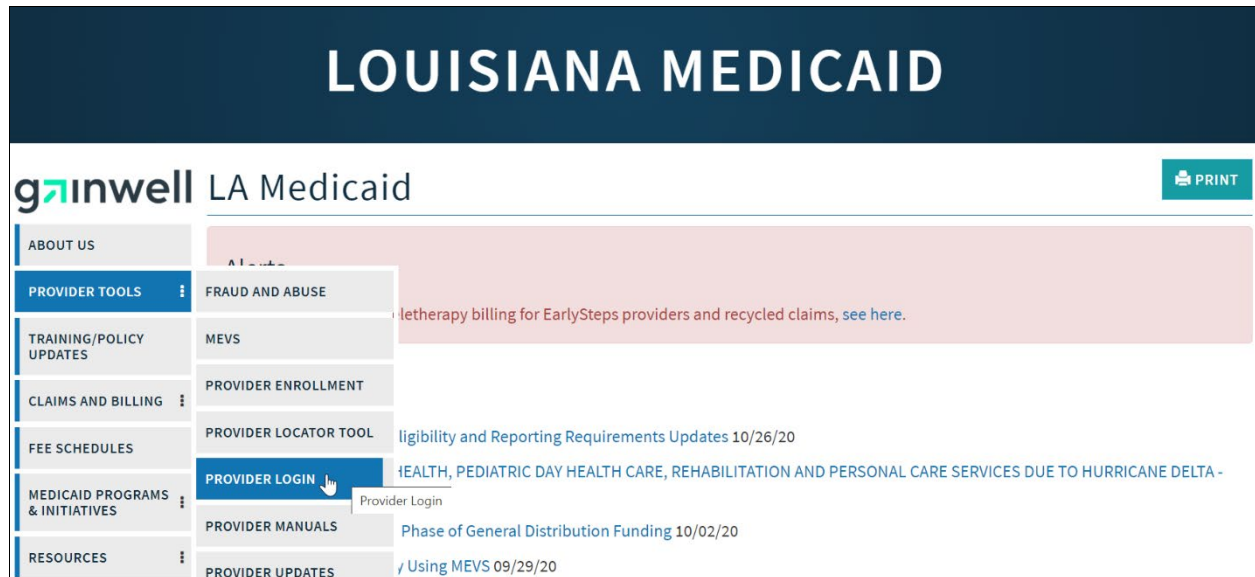 LOUISIANA MEDICAID
gainwell LA Medicaid
PRINT
ABOUT US
PROVIDER TOOLS
TRAINING/POLICY
UPDATES
CLAIMS AND BILLING
FEE SCHEDULES
MEDICAID PROGRAMS
& INITIATIVES
RESOURCES
FRAUD AND ABUSE
MEVS
PROVIDER ENROLLMENT
PROVIDER LOCATOR TOOL
PROVIDER LOGIN
Provider Login
PROVIDER MANUALS
PROVIDER UPDATES
Alerts
billing for EarlySteps providers and recycled claims, see here.
and Reporting Requirements Updates 10/26/20
PEDIATRIC DAY HEALTH CARE, REHABILITATION AND PERSONAL CARE SERVICES DUE TO HURRICANE DELTA -
Phase of General Distribution Funding 10/02/20
Using MEVS 09/29/20